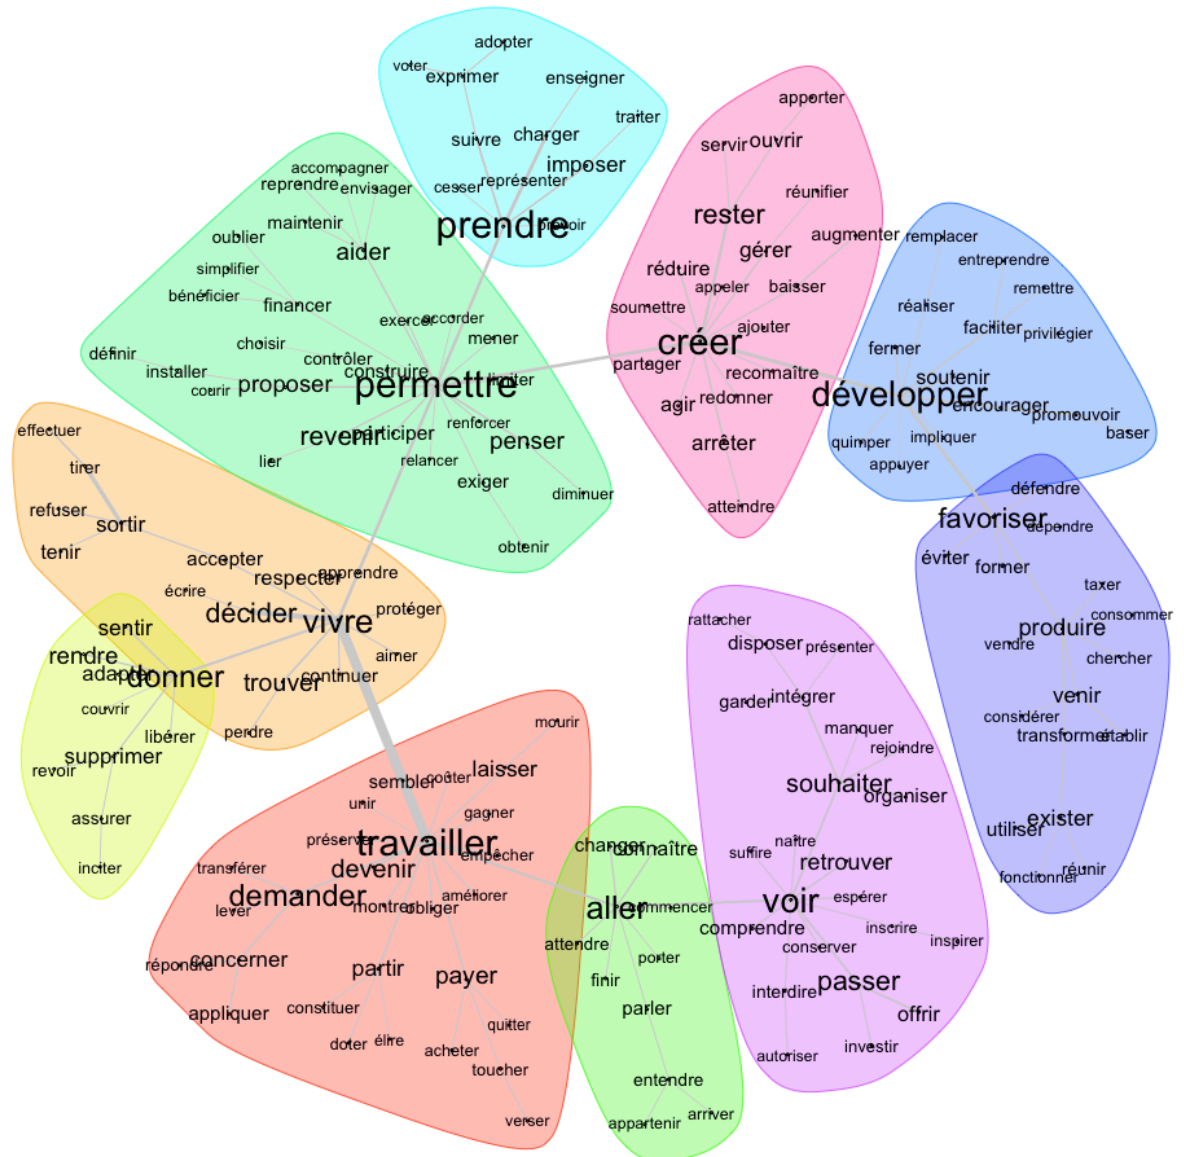 adopter
voter
exprimer
enseigner
traiter
suivre
charger
imposer
cesser
représenter
prendre
prévoir
apporter
servir
ouvrir
réunifier
rester
augmenter
gérer
réduire
appeler
baisser
soumettre
ajouter
créer
partager
reconnaître
agir
redonner
arrêter
atteindre
accompagner
reprendre
envisager
maintenir
oublier
aider
simplifier
bénéficier
financer
exercer
accorder
mener
choisir
définir
contrôler
installer
construire
courir
proposer
permettre
limiter
revenir
participer
renforcer
penser
lier
relancer
exiger
diminuer
obtenir
remplacer
entreprendre
remettre
réaliser
faciliter
privilégier
fermer
soutenir
développer
encourager
promouvoir
baser
quimper
impliquer
appuyer
défendre
favoriser
dépendre
éviter
former
taxer
consommer
produire
vendre
chercher
venir
considérer
transformer
établir
exister
utiliser
fonctionner
réunir
effectuer
tirer
refuser
sortir
tenir
accepter
respecter
apprendre
écrire
décider
vivre
protéger
aimer
trouver
continuer
perdre
sentir
rendre
adapter
donner
couvrir
libérer
supprimer
revoir
assurer
inciter
mourir
sembler
coûter
laisser
unir
gagner
préserver
travailler
empêcher
devenir
transférer
demander
améliorer
montrer
obliger
lever
répondre
concerner
partir
payer
appliquer
constituer
quitter
doter
élire
acheter
toucher
verser
changer
connaître
aller
commencer
attendre
porter
finir
parler
entendre
appartenir
arriver
rattacher
disposer
présenter
garder
intégrer
manquer
rejoindre
souhaiter
organiser
naître
suffire
retrouver
voir
espérer
comprendre
inscrire
conserver
inspirer
interdire
passer
offrir
autoriser
investir